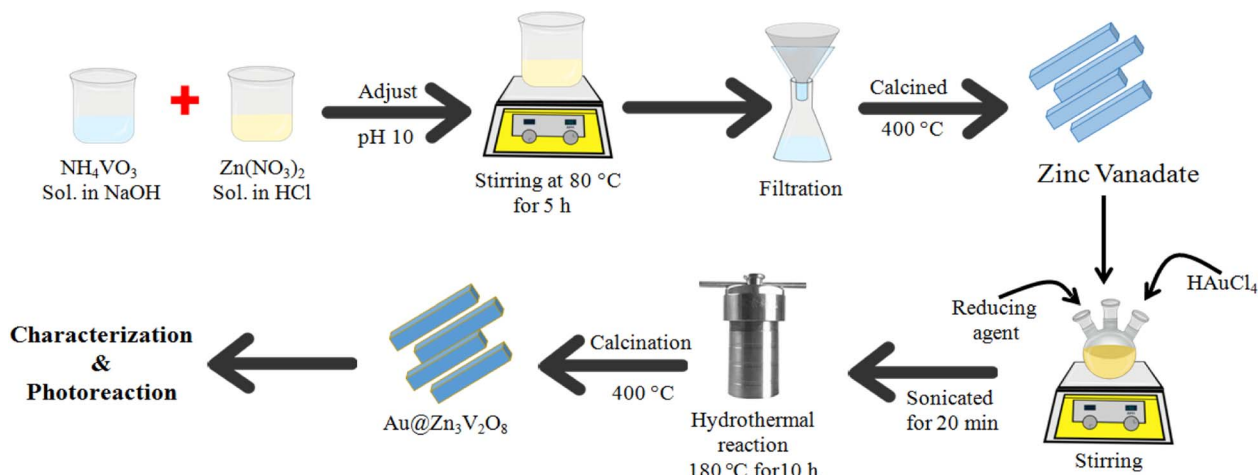 NH₄VO₃
Sol. in NaOH
Zn(NO₃)₂
Sol. in HCl
Adjust
pH 10
Stirring at 80 °C
for 5 h
Filtration
Calcined
400 °C
Zinc Vanadate
HAuCl₄
Reducing
agent
Stirring
Sonicated
for 20 min
Hydrothermal
reaction
180 °C for10 h
Calcination
400 °C
Au@Zn₃V₂O₈
Characterization
&
Photoreaction